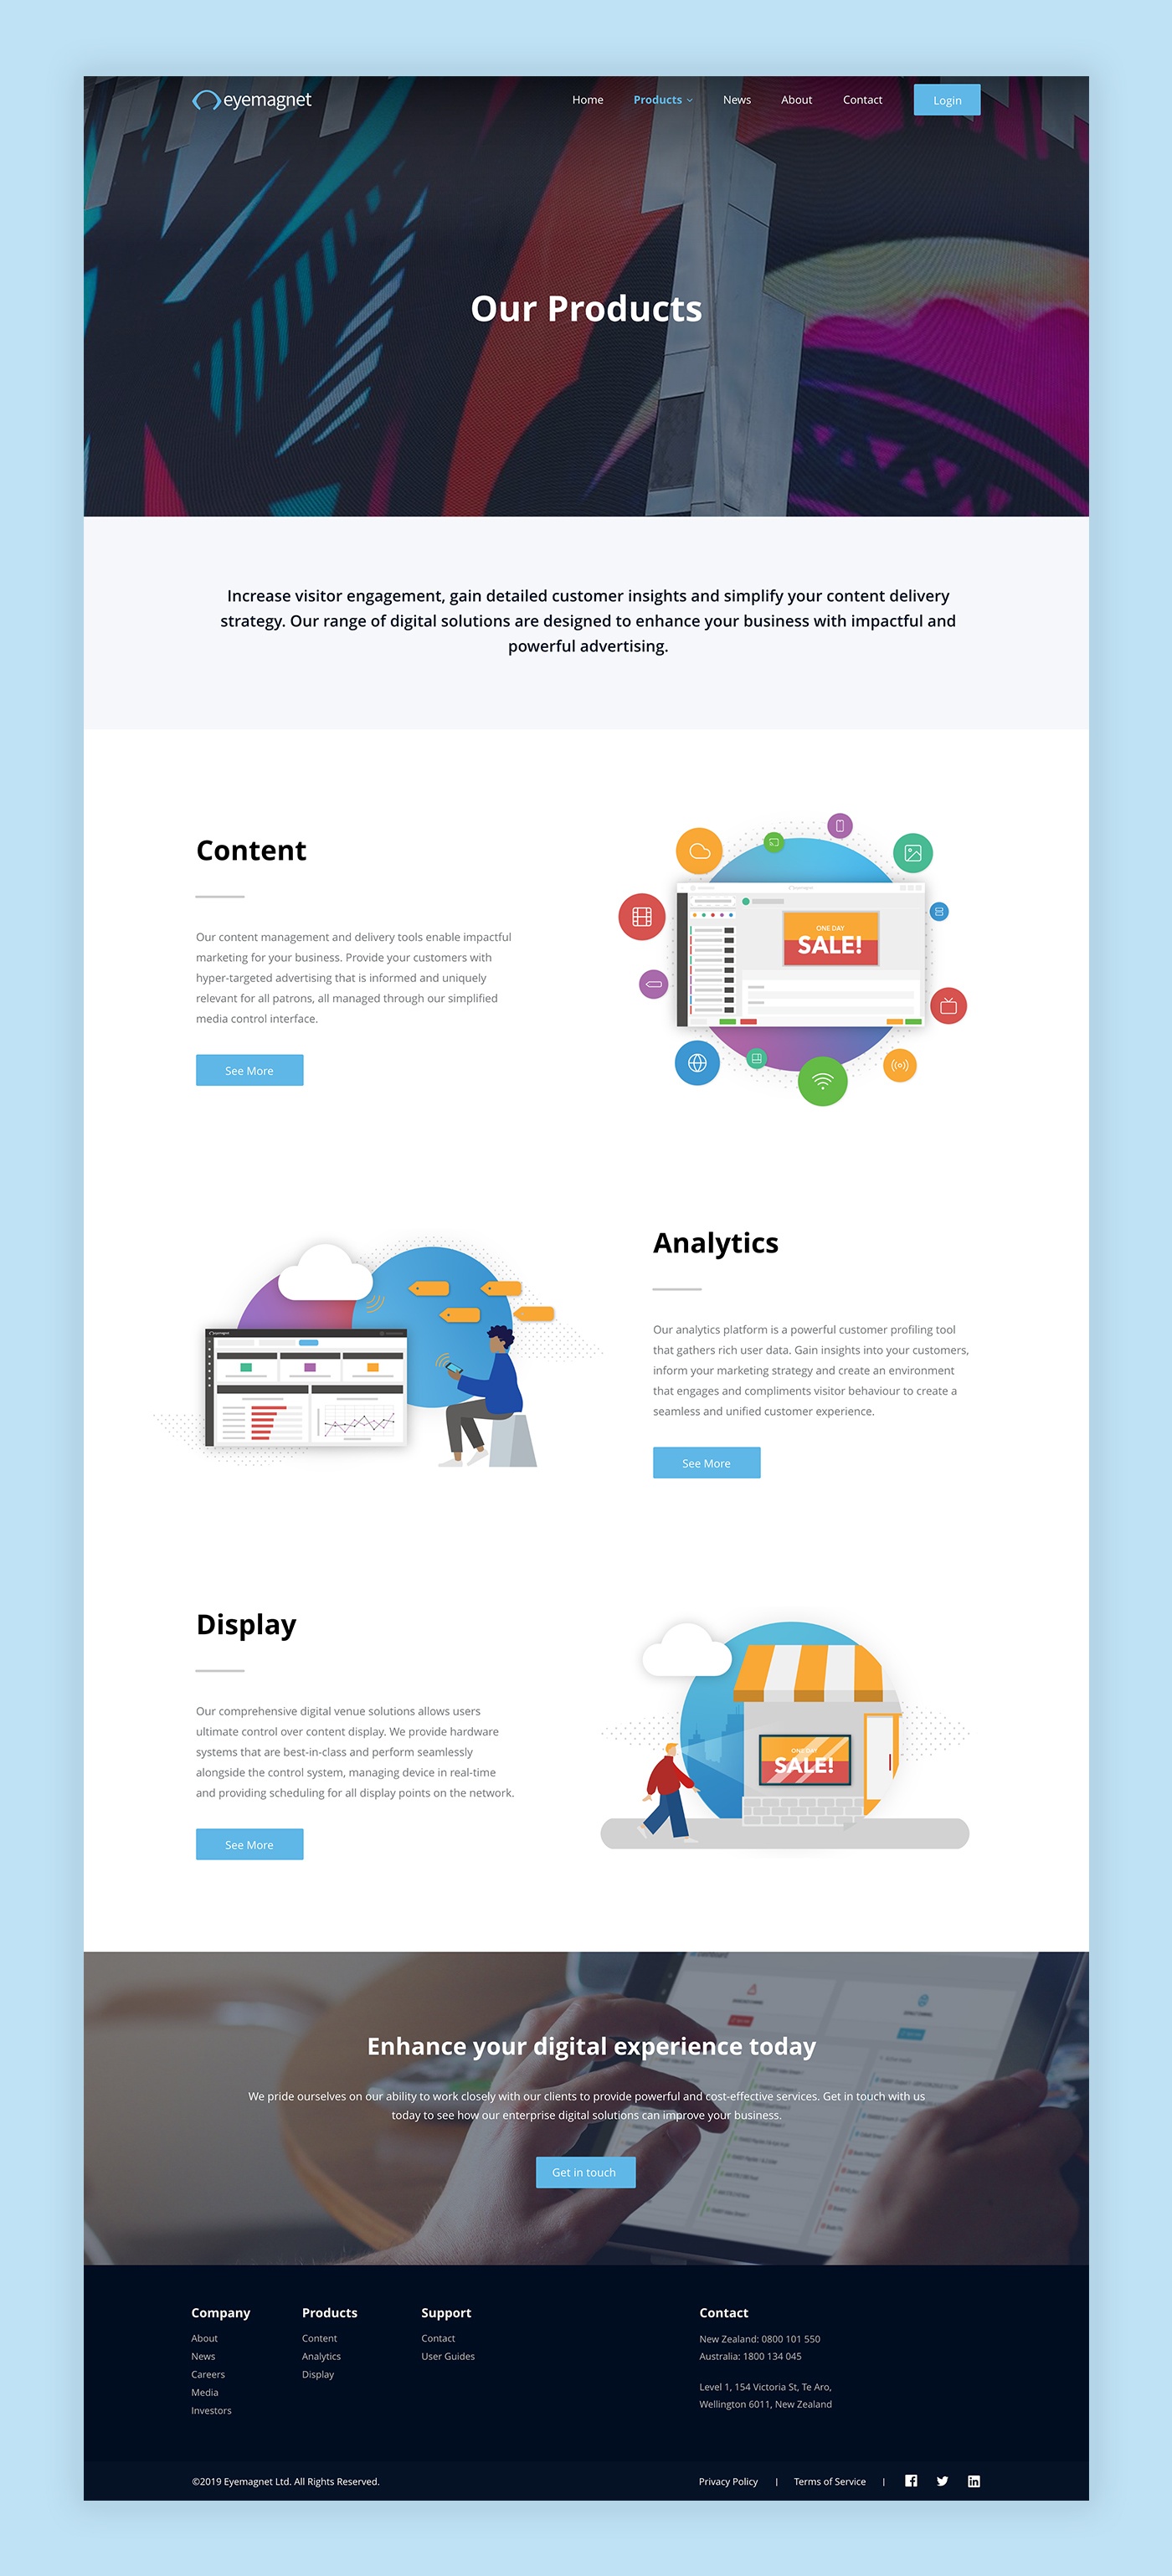 eyemagnet
Home
Products
News
About
Contact
Login
Our Products
Increase visitor engagement, gain detailed customer insights and simplify your content delivery
strategy. Our range of digital solutions are designed to enhance your business with impactful and
powerful advertising.
Content
Our content management and delivery tools enable impactful
marketing for your business. Provide your customers with
hyper-targeted advertising that is informed and uniquely
relevant for all patrons, all managed through our simplified
media control interface.
See More
eyemagnet
ONE DAY
SALE!
Analytics
Our analytics platform is a powerful customer profiling tool
that gathers rich user data. Gain insights into your customers,
inform your marketing strategy and create an environment
that engages and compliments visitor behaviour to create a
seamless and unified customer experience.
See More
eyemagnet
Display
Our comprehensive digital venue solutions allows users
ultimate control over content display. We provide hardware
systems that are best-in-class and perform seamlessly
alongside the control system, managing device in real-time
and providing scheduling for all display points on the network.
See More
ONE DAY
SALE!
Enhance your digital experience today
We pride ourselves on our ability to work closely with our clients to provide powerful and cost-effective services. Get in touch with us
today to see how our enterprise digital solutions can improve your business.
Get in touch
Company
About
News
Careers
Media
Investors
Products
Content
Analytics
Display
Support
Contact
User Guides
Contact
New Zealand: 0800 101 550
Australia: 1800 134 045
Level 1, 154 Victoria St, Te Aro,
Wellington 6011, New Zealand
©2019 Eyemagnet Ltd. All Rights Reserved.
Privacy Policy | Terms of Service |